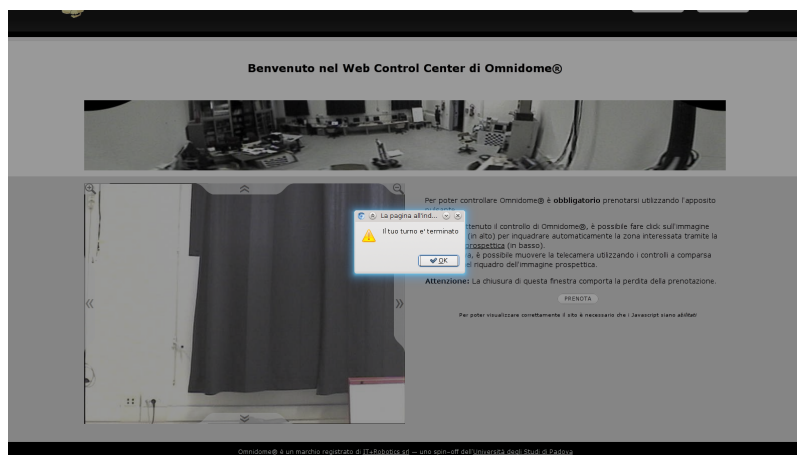 Benvenuto nel Web Control Center di Omnidome®
Per poter controllare Omnidome® è obbligatorio prenotarsi utilizzando l'apposito
ottenuto il controllo di Omnidome®, è possibile fare click sull'immagine
(in alto) per inquadrare automaticamente la zona interessata tramite la
prospettica (in basso).
è possibile muovere la telecamera utilizzando i controlli a comparsa
riquadro dell'immagine prospettica.
Attenzione: La chiusura di questa finestra comporta la perdita della prenotazione.
PRENOTA
Per poter visualizzare correttamente il sito è necessario che i Javascript siano abilitati
La pagina all'ind...
Il tuo turno e' terminato
OK
Omnidome® è un marchio registrato di IT+Robotics srl — uno spin-off dell'Università degli Studi di Padova